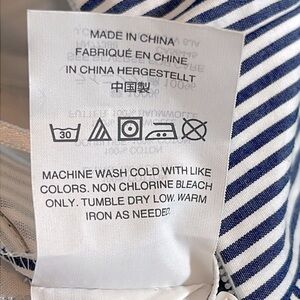 MADE IN CHINA
FABRIQUÉ EN CHINE
IN CHINA HERGESTELLT
中国製
30
MACHINE WASH COLD WITH LIKE
COLORS. NON CHLORINE BLEACH
ONLY. TUMBLE DRY LOW. WARM
IRON AS NEEDED.